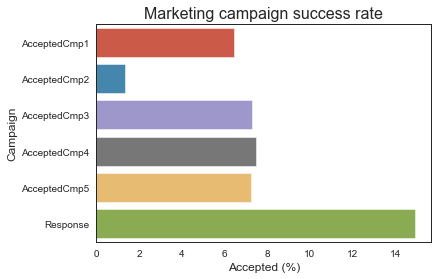 Marketing campaign success rate
Campaign
AcceptedCmp1
AcceptedCmp2
AcceptedCmp3
AcceptedCmp4
AcceptedCmp5
Response
0 2 4 6 8 10 12 14
Accepted (%)